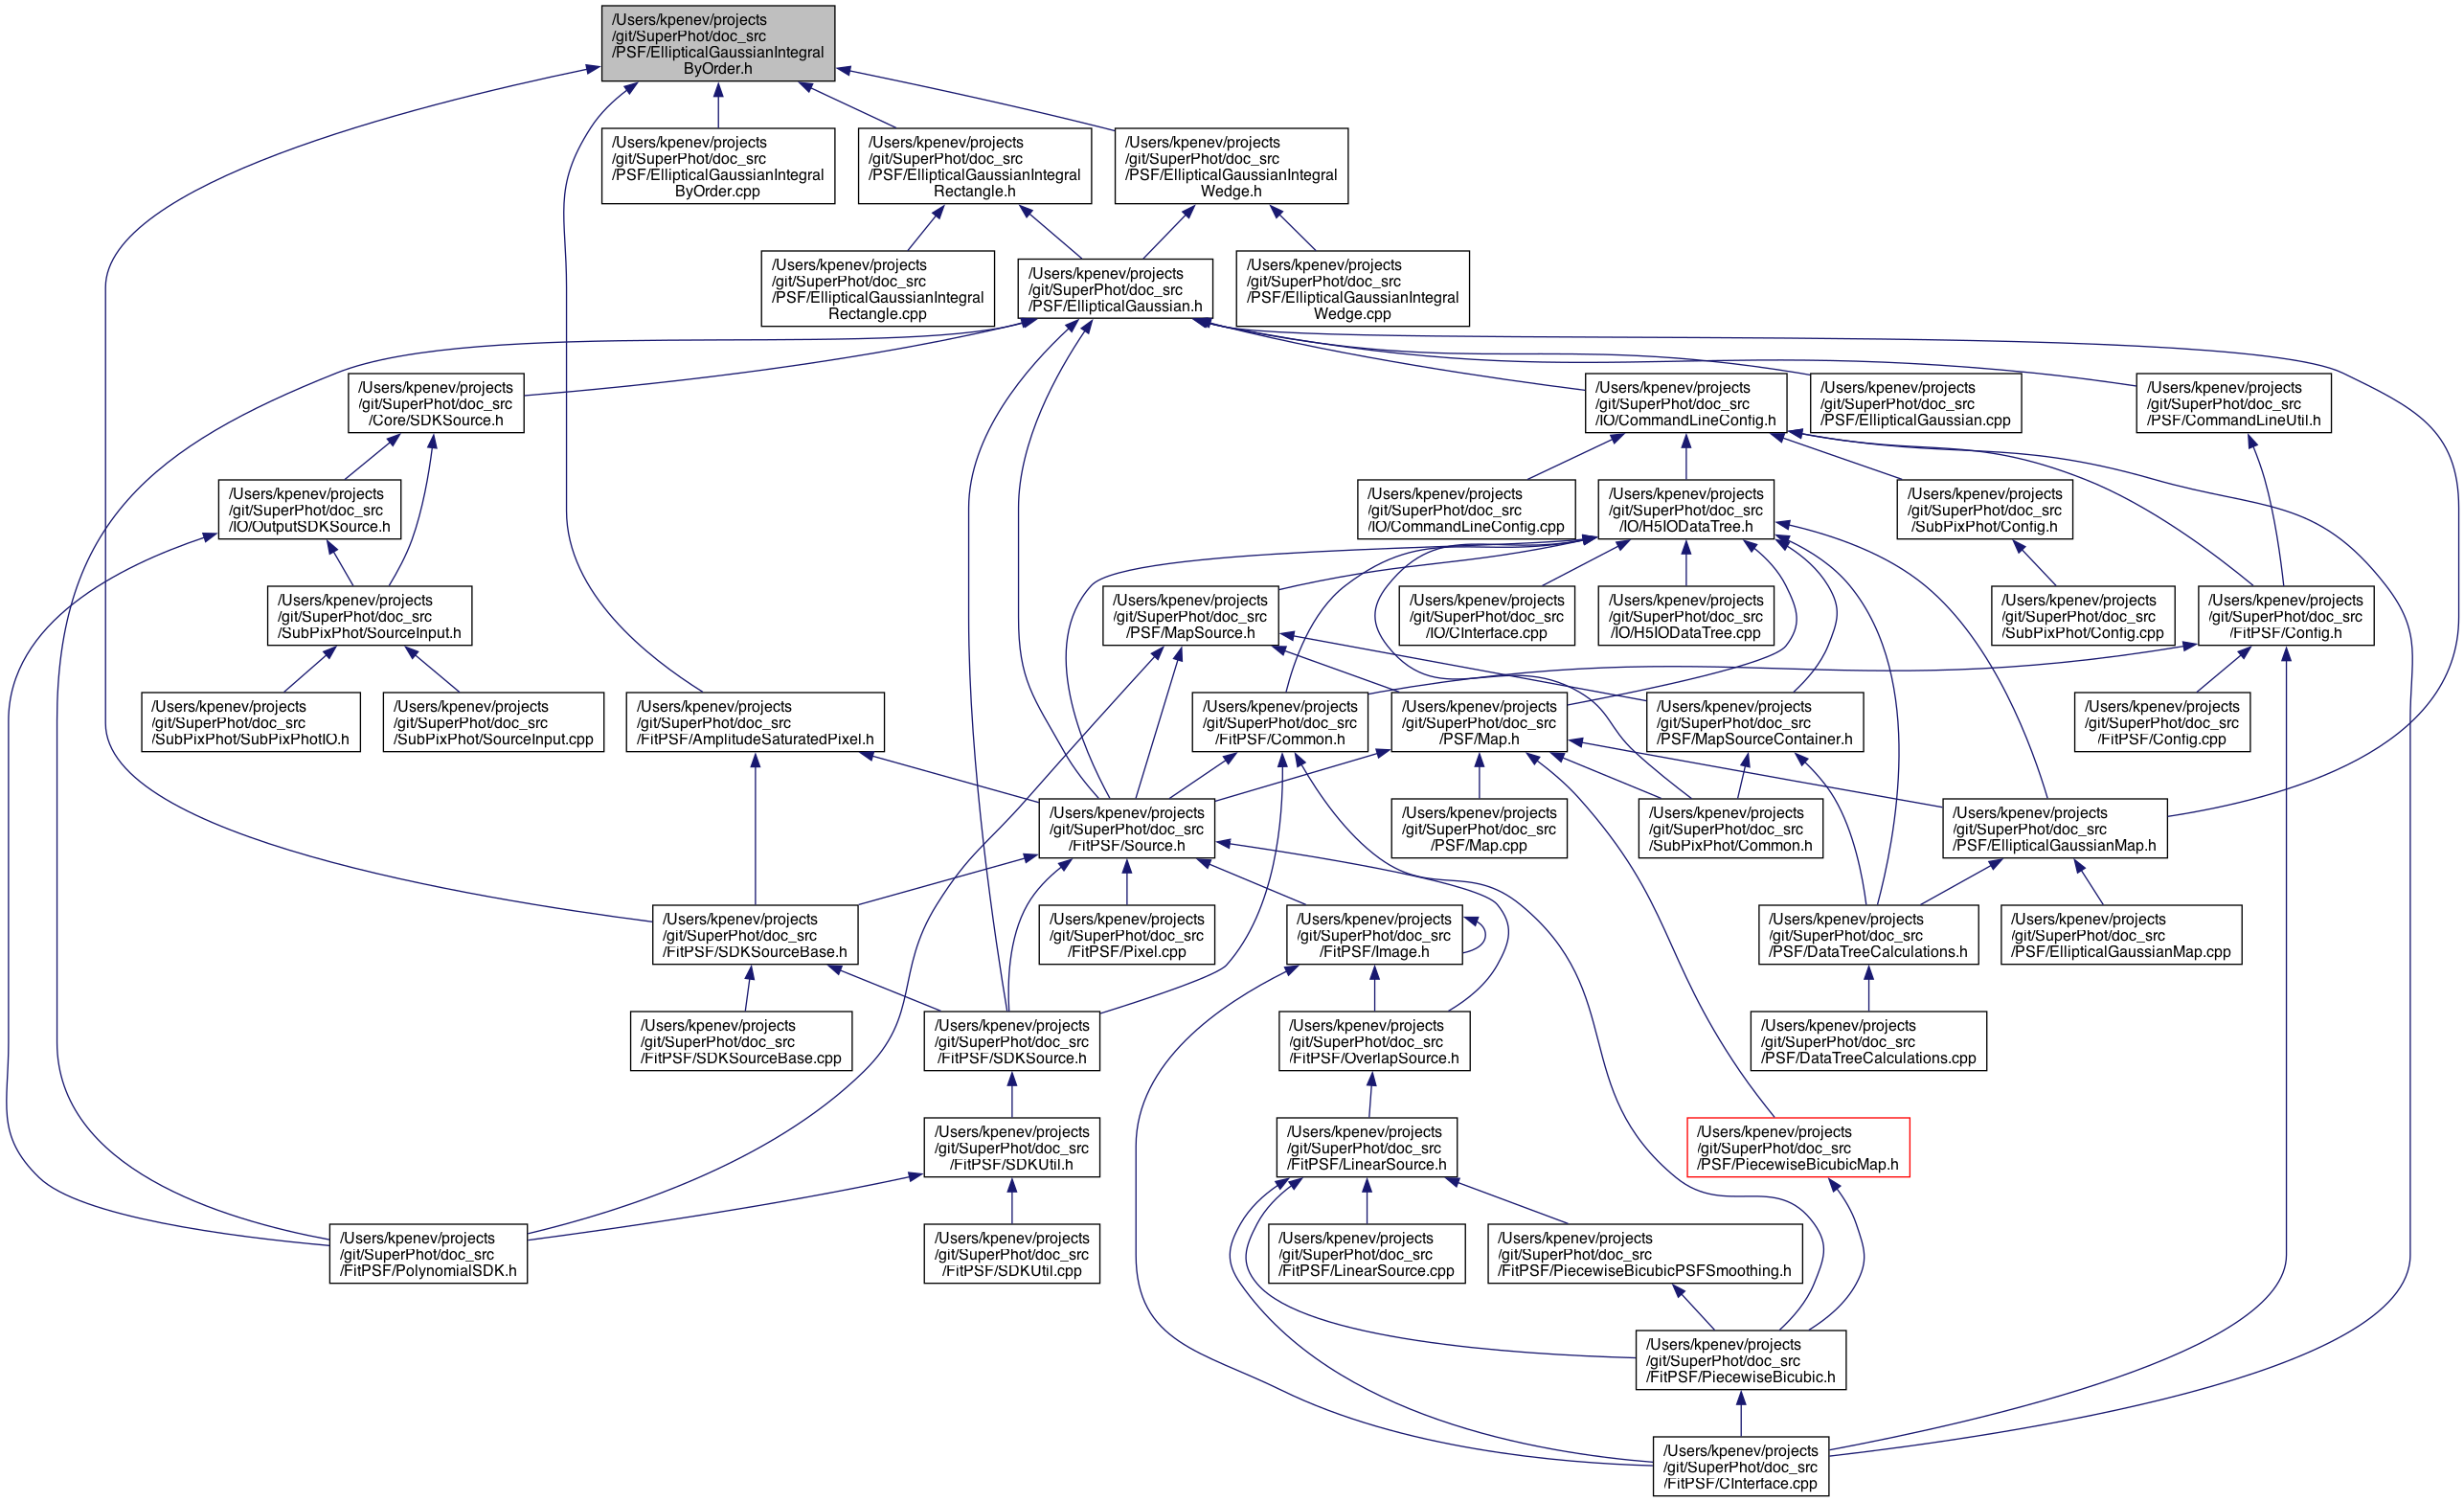 /Users/kpenev/projects
/git/SuperPhot/doc_src
/PSF/EllipticalGaussianIntegral
ByOrder.h
/Users/kpenev/projects
/git/SuperPhot/doc_src
/PSF/EllipticalGaussianIntegral
ByOrder.cpp
/Users/kpenev/projects
/git/SuperPhot/doc_src
/PSF/EllipticalGaussianIntegral
Rectangle.h
/Users/kpenev/projects
/git/SuperPhot/doc_src
/PSF/EllipticalGaussianIntegral
Wedge.h
/Users/kpenev/projects
/git/SuperPhot/doc_src
/PSF/EllipticalGaussianIntegral
Rectangle.cpp
/Users/kpenev/projects
/git/SuperPhot/doc_src
/PSF/EllipticalGaussian.h
/Users/kpenev/projects
/git/SuperPhot/doc_src
/PSF/EllipticalGaussianIntegral
Wedge.cpp
/Users/kpenev/projects
/git/SuperPhot/doc_src
/Core/SDKSource.h
/Users/kpenev/projects
/git/SuperPhot/doc_src
/IO/CommandLineConfig.h
/Users/kpenev/projects
/git/SuperPhot/doc_src
/PSF/EllipticalGaussian.cpp
/Users/kpenev/projects
/git/SuperPhot/doc_src
/PSF/CommandLineUtil.h
/Users/kpenev/projects
/git/SuperPhot/doc_src
/IO/OutputSDKSource.h
/Users/kpenev/projects
/git/SuperPhot/doc_src
/IO/CommandLineConfig.cpp
/Users/kpenev/projects
/git/SuperPhot/doc_src
/IO/H5IODataTree.h
/Users/kpenev/projects
/git/SuperPhot/doc_src
/SubPixPhot/Config.h
/Users/kpenev/projects
/git/SuperPhot/doc_src
/SubPixPhot/SourceInput.h
/Users/kpenev/projects
/git/SuperPhot/doc_src
/PSF/MapSource.h
/Users/kpenev/projects
/git/SuperPhot/doc_src
/IO/CInterface.cpp
/Users/kpenev/projects
/git/SuperPhot/doc_src
/IO/H5IODataTree.cpp
/Users/kpenev/projects
/git/SuperPhot/doc_src
/SubPixPhot/Config.cpp
/Users/kpenev/projects
/git/SuperPhot/doc_src
/FitPSF/Config.h
/Users/kpenev/projects
/git/SuperPhot/doc_src
/SubPixPhot/SubPixPhotIO.h
/Users/kpenev/projects
/git/SuperPhot/doc_src
/SubPixPhot/SourceInput.cpp
/Users/kpenev/projects
/git/SuperPhot/doc_src
/FitPSF/AmplitudeSaturatedPixel.h
/Users/kpenev/projects
/git/SuperPhot/doc_src
/FitPSF/Common.h
/Users/kpenev/projects
/git/SuperPhot/doc_src
/PSF/Map.h
/Users/kpenev/projects
/git/SuperPhot/doc_src
/PSF/MapSourceContainer.h
/Users/kpenev/projects
/git/SuperPhot/doc_src
/FitPSF/Config.cpp
/Users/kpenev/projects
/git/SuperPhot/doc_src
/FitPSF/Source.h
/Users/kpenev/projects
/git/SuperPhot/doc_src
/PSF/Map.cpp
/Users/kpenev/projects
/git/SuperPhot/doc_src
/SubPixPhot/Common.h
/Users/kpenev/projects
/git/SuperPhot/doc_src
/PSF/EllipticalGaussianMap.h
/Users/kpenev/projects
/git/SuperPhot/doc_src
/FitPSF/SDKSourceBase.h
/Users/kpenev/projects
/git/SuperPhot/doc_src
/FitPSF/Pixel.cpp
/Users/kpenev/projects
/git/SuperPhot/doc_src
/FitPSF/Image.h
/Users/kpenev/projects
/git/SuperPhot/doc_src
/PSF/DataTreeCalculations.h
/Users/kpenev/projects
/git/SuperPhot/doc_src
/PSF/EllipticalGaussianMap.cpp
/Users/kpenev/projects
/git/SuperPhot/doc_src
/FitPSF/SDKSourceBase.cpp
/Users/kpenev/projects
/git/SuperPhot/doc_src
/FitPSF/SDKSource.h
/Users/kpenev/projects
/git/SuperPhot/doc_src
/FitPSF/OverlapSource.h
/Users/kpenev/projects
/git/SuperPhot/doc_src
/PSF/DataTreeCalculations.cpp
/Users/kpenev/projects
/git/SuperPhot/doc_src
/FitPSF/SDKUtil.h
/Users/kpenev/projects
/git/SuperPhot/doc_src
/FitPSF/LinearSource.h
/Users/kpenev/projects
/git/SuperPhot/doc_src
/PSF/PiecewiseBicubicMap.h
/Users/kpenev/projects
/git/SuperPhot/doc_src
/FitPSF/PolynomialSDK.h
/Users/kpenev/projects
/git/SuperPhot/doc_src
/FitPSF/SDKUtil.cpp
/Users/kpenev/projects
/git/SuperPhot/doc_src
/FitPSF/LinearSource.cpp
/Users/kpenev/projects
/git/SuperPhot/doc_src
/FitPSF/PiecewiseBicubicPSFSmoothing.h
/Users/kpenev/projects
/git/SuperPhot/doc_src
/FitPSF/PiecewiseBicubic.h
/Users/kpenev/projects
/git/SuperPhot/doc_src
/FitPSF/CInterface.cpp